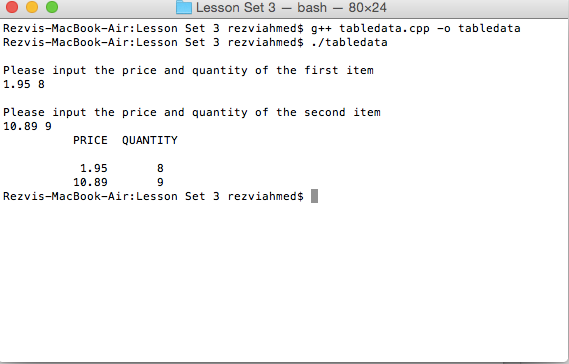 Lesson Set 3 — bash — 80×24
Rezvis-MacBook-Air:Lesson Set 3 rezviahmed$ g++ tabledata.cpp -o tabledata
Rezvis-MacBook-Air:Lesson Set 3 rezviahmed$ ./tabledata
Please input the price and quantity of the first item
1.95 8
Please input the price and quantity of the second item
10.89 9
PRICE QUANTITY
1.95 8
10.89 9
Rezvis-MacBook-Air:Lesson Set 3 rezviahmed$